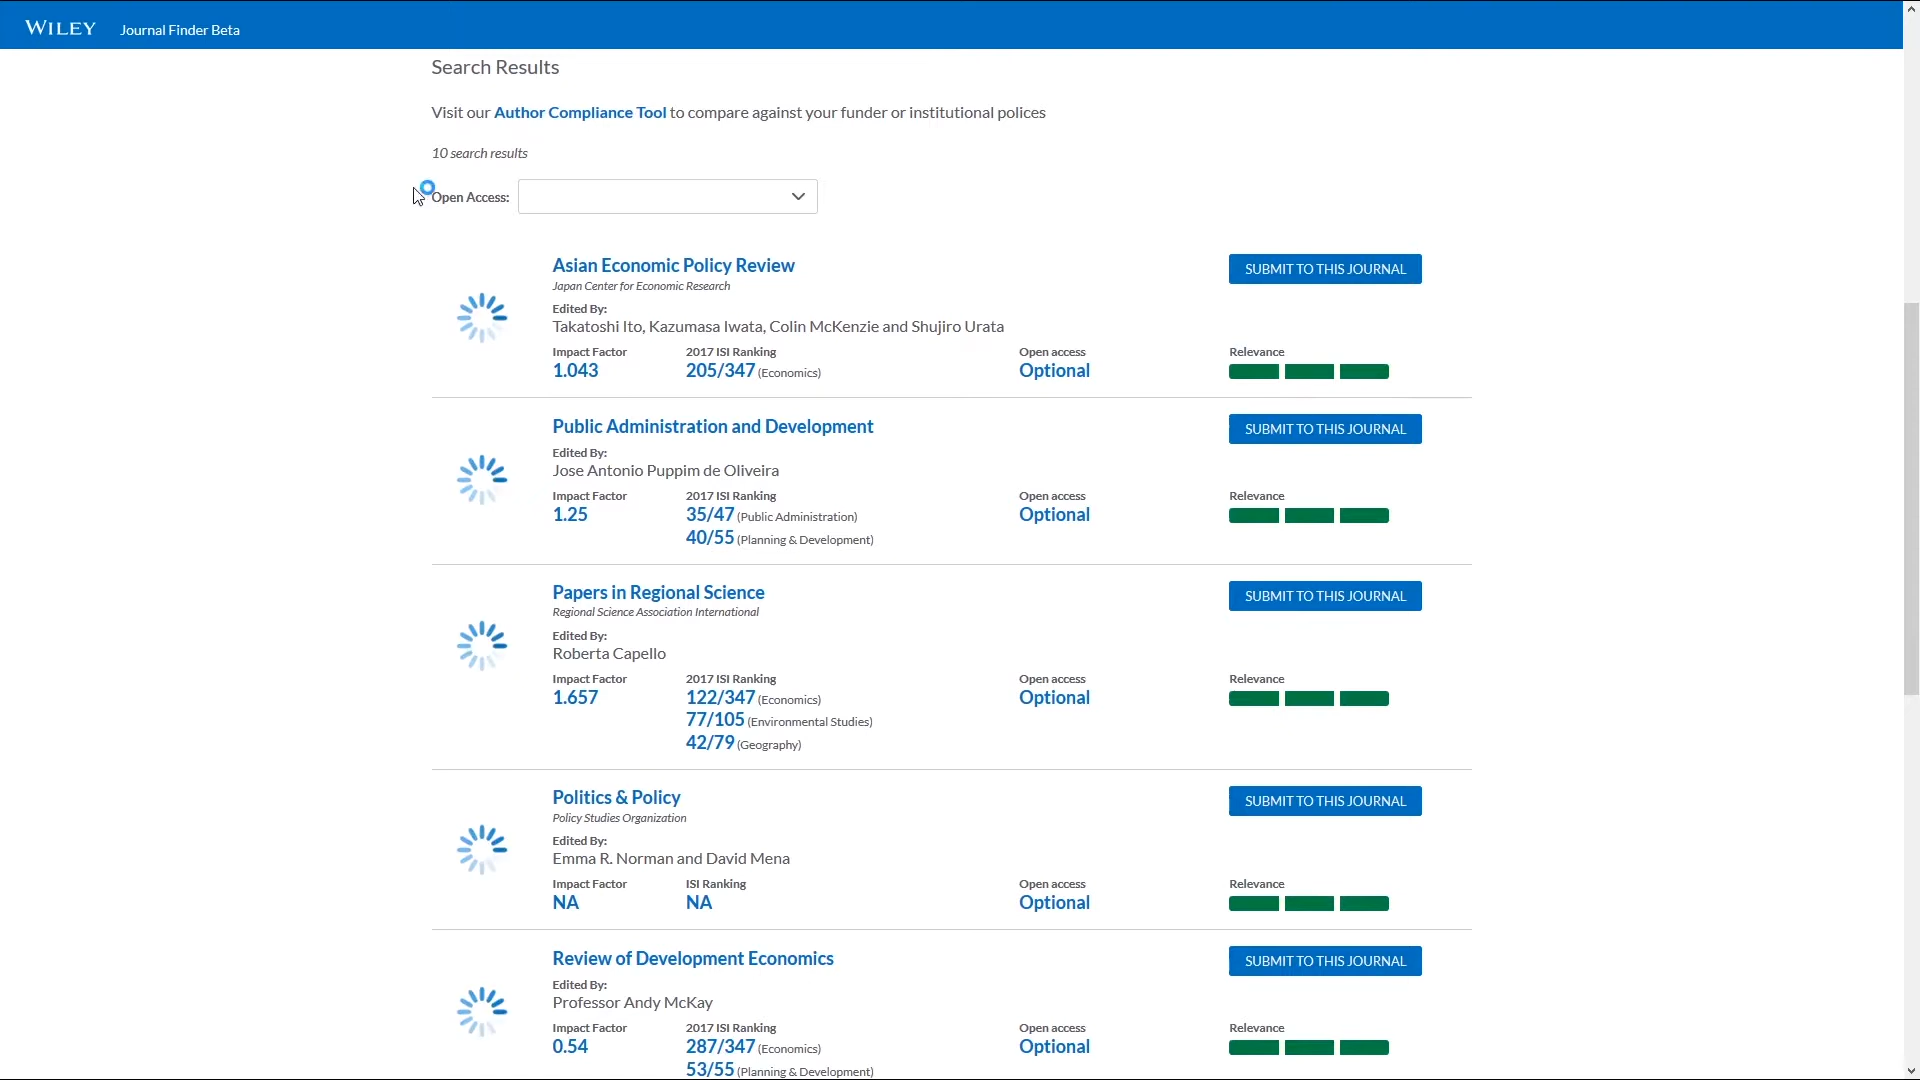 WILEY Journal Finder Beta
Search Results
Visit our Author Compliance Tool to compare against your funder or institutional polices
10 search results
Open Access:
Asian Economic Policy Review
SUBMIT TO THIS JOURNAL
Japan Center for Economic Research
Edited By:
Takatoshi Ito, Kazumasa Iwata, Colin McKenzie and Shujiro Urata
Impact Factor 2017 ISI Ranking Open access Relevance
1.043 205/347 (Economics) Optional
Public Administration and Development
SUBMIT TO THIS JOURNAL
Edited By:
Jose Antonio Puppim de Oliveira
Impact Factor 2017 ISI Ranking Open access Relevance
1.25 35/47 (Public Administration) Optional
40/55 (Planning & Development)
Papers in Regional Science
SUBMIT TO THIS JOURNAL
Regional Science Association International
Edited By:
Roberta Capello
Impact Factor 2017 ISI Ranking Open access Relevance
1.657 122/347 (Economics) Optional
77/105 (Environmental Studies)
42/79 (Geography)
Politics & Policy
SUBMIT TO THIS JOURNAL
Policy Studies Organization
Edited By:
Emma R. Norman and David Mena
Impact Factor ISI Ranking Open access Relevance
NA NA Optional
Review of Development Economics
SUBMIT TO THIS JOURNAL
Edited By:
Professor Andy McKay
Impact Factor 2017 ISI Ranking Open access Relevance
0.54 287/347 (Economics) Optional
53/55 (Planning & Development)